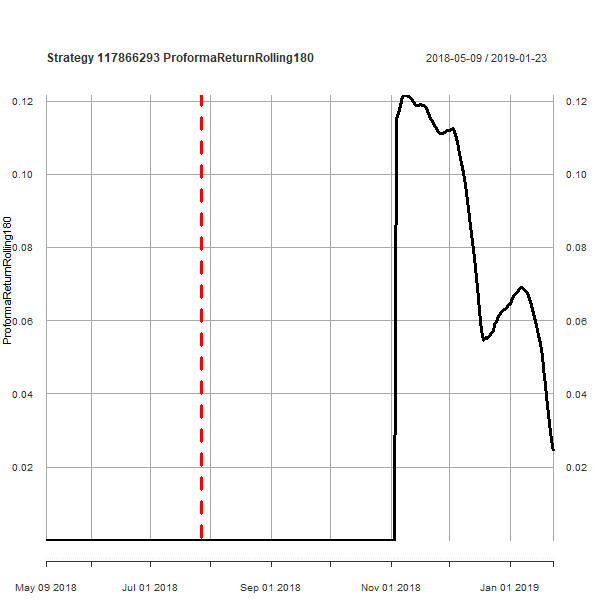 Strategy 117866293 ProformaReturnRolling180
2018-05-09 / 2019-01-23
ProformaReturnRolling180
0.12
0.10
0.08
0.06
0.04
0.02
0.12
0.10
0.08
0.06
0.04
0.02
May 09 2018
Jul 01 2018
Sep 01 2018
Nov 01 2018
Jan 01 2019